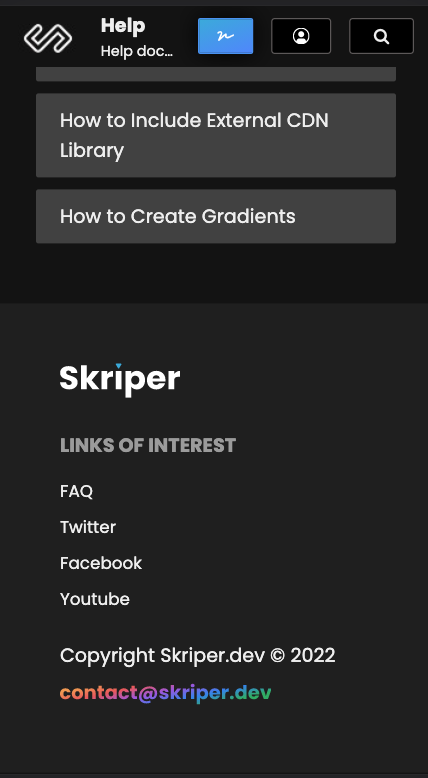 Help
Help doc...
How to Include External CDN
Library
How to Create Gradients
Skriper
LINKS OF INTEREST
FAQ
Twitter
Facebook
Youtube
Copyright Skriper.dev © 2022
contact@skriper.dev